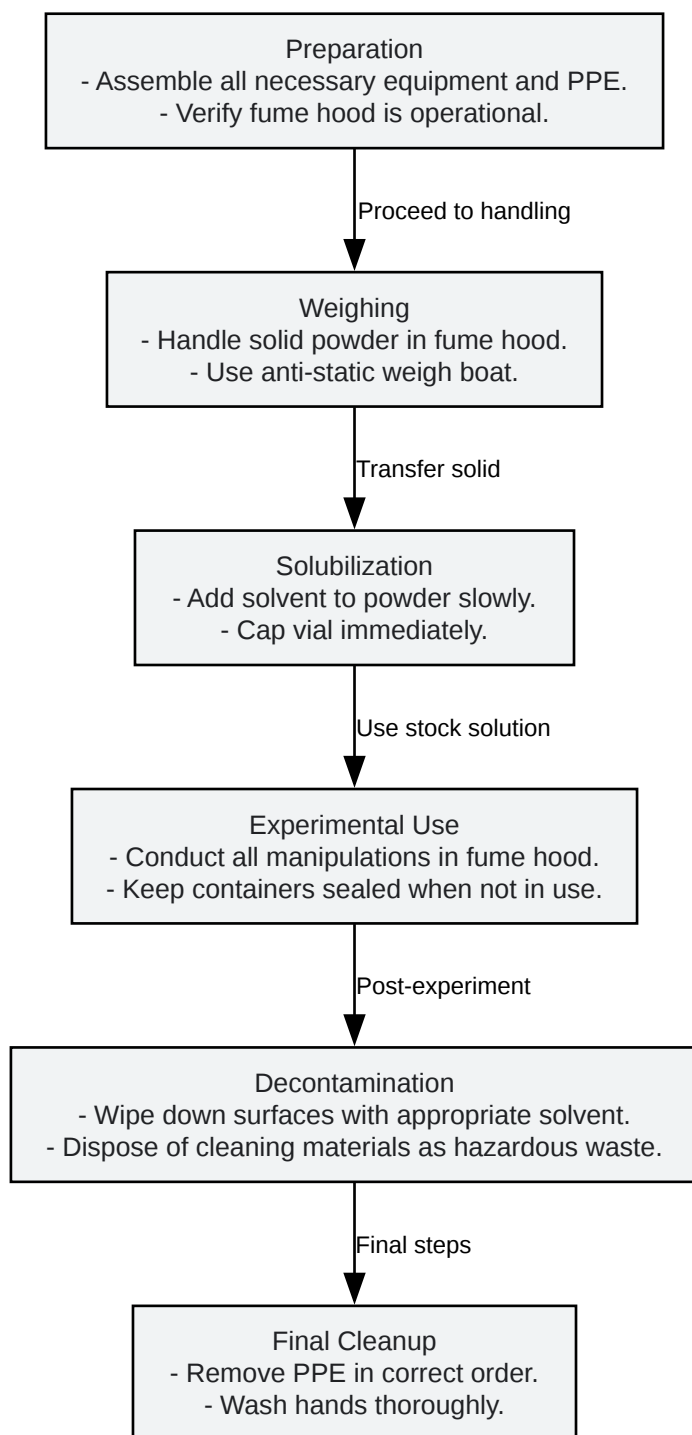 Preparation
- Assemble all necessary equipment and PPE.
- Verify fume hood is operational.
Proceed to handling
Weighing
- Handle solid powder in fume hood.
- Use anti-static weigh boat.
Transfer solid
Solubilization
- Add solvent to powder slowly.
- Cap vial immediately.
Use stock solution
Experimental Use
- Conduct all manipulations in fume hood.
- Keep containers sealed when not in use.
Post-experiment
Decontamination
- Wipe down surfaces with appropriate solvent.
- Dispose of cleaning materials as hazardous waste.
Final steps
Final Cleanup
- Remove PPE in correct order.
- Wash hands thoroughly.